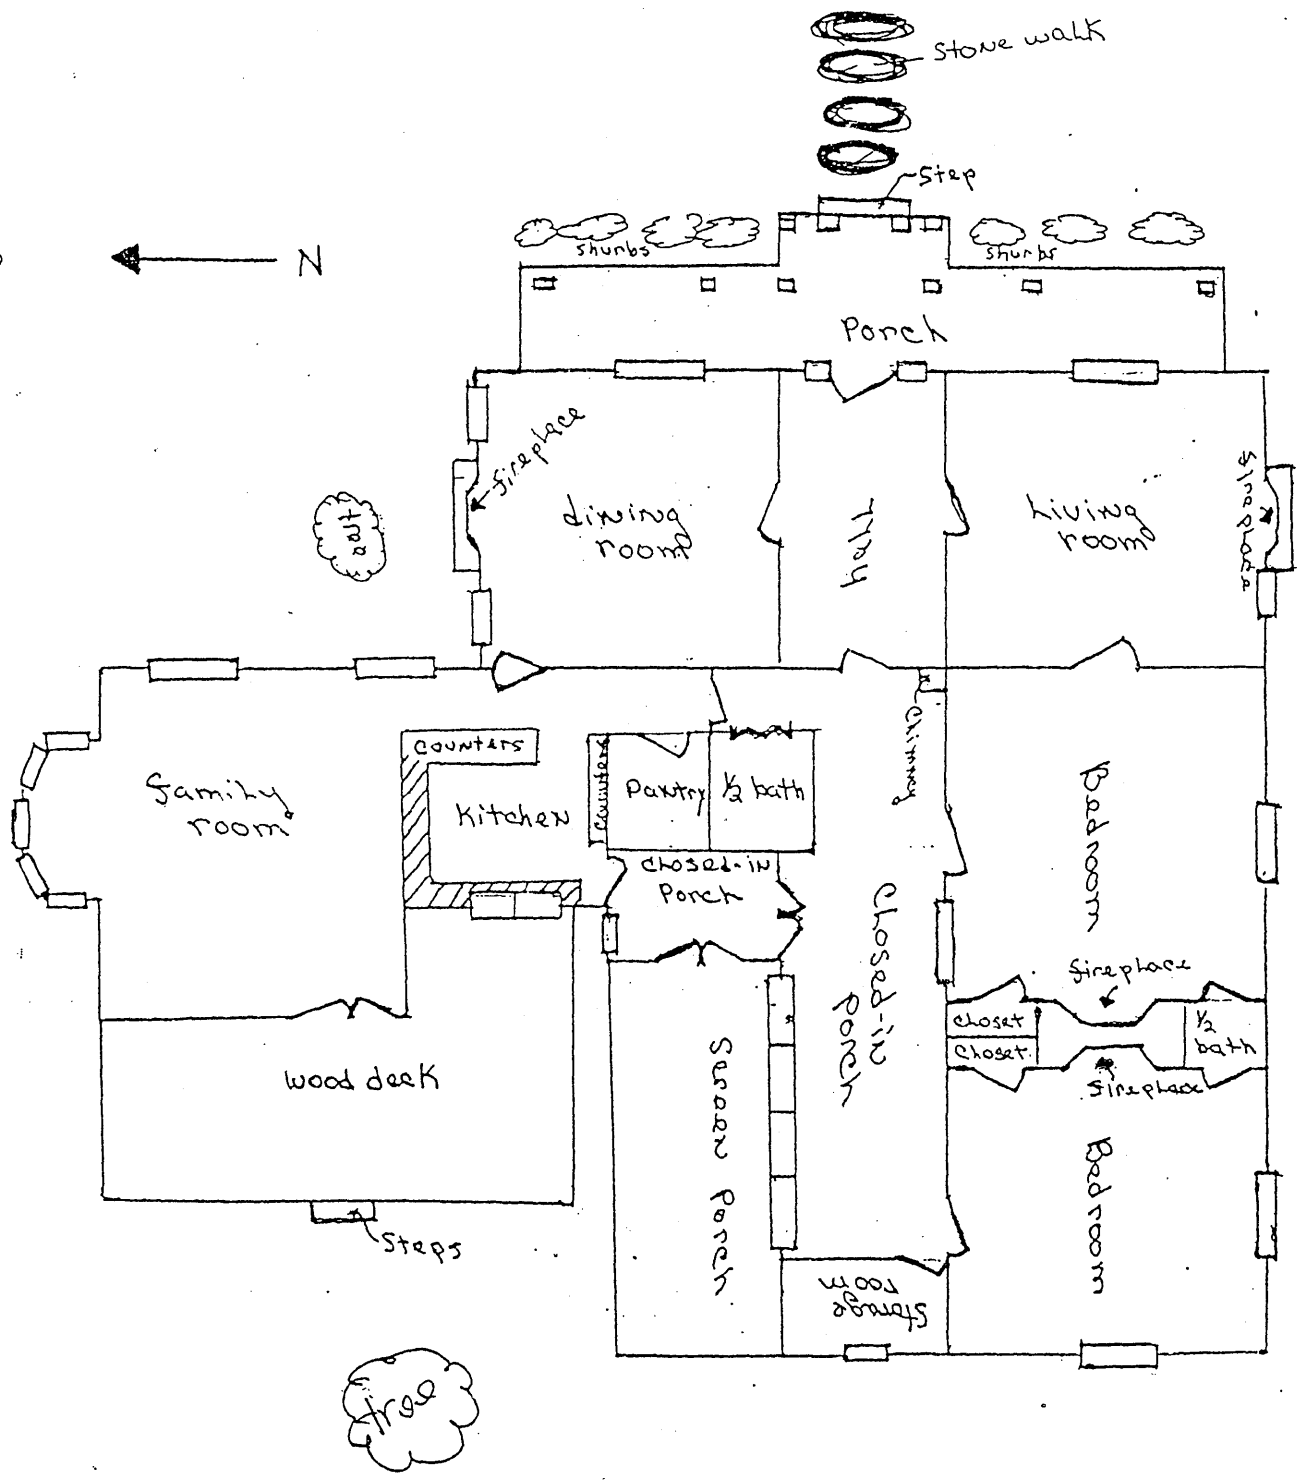 Stone walk
Step
shurbs
shurbs
N
Porch
fireplace
fireplace
tree
dining
room
Hall
Living
room
Chimney
counters
family
room
Kitchen
counters
Pantry
1/2 bath
Bedroom
Closed-in
Porch
Closed-in
Porch
fireplace
closet
closet
1/2
bath
fireplace
wood deck
Screen Porch
Bedroom
Steps
Storage
room
tree